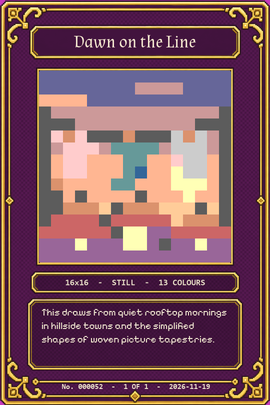 Dawn on the Line
16x16 - STILL - 13 COLOURS
This draws from quiet rooftop mornings
in hillside towns and the simplified
shapes of woven picture tapestries.
No. 000052 - 1 OF 1 - 2026-11-19